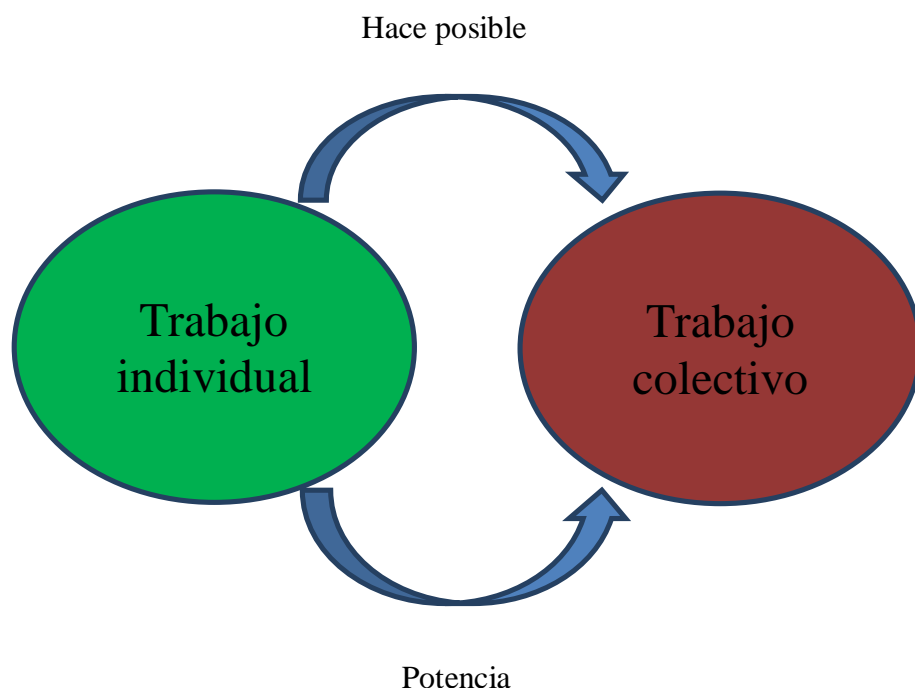 Hace posible
Trabajo
individual
Trabajo
colectivo
Potencia